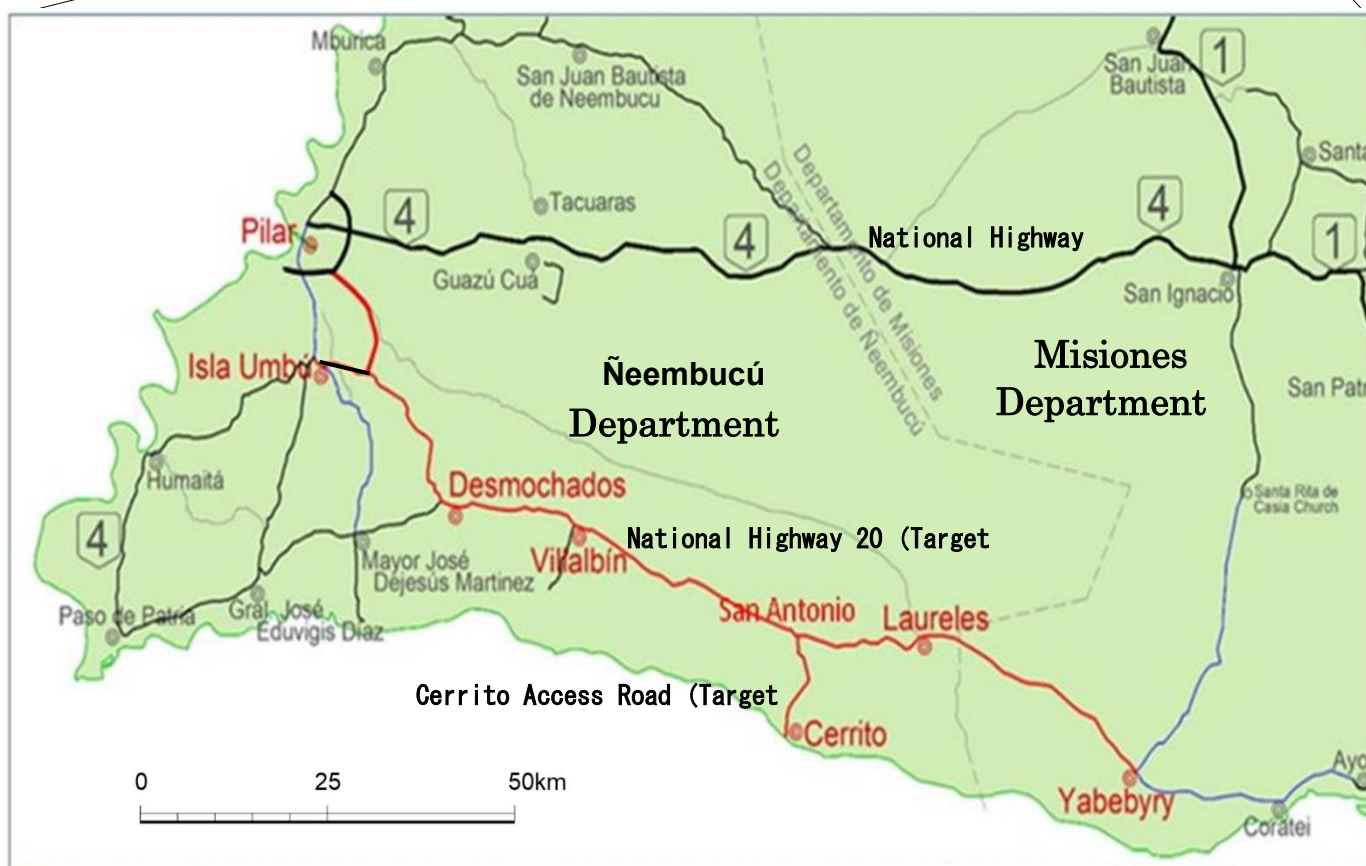 Mburica
San Juan Bautista
de Neembucu
San Juan
Bautista
1
Santa
Tacuaras
4
4
4
Pilar
National Highway
1
Guazú Cuá
San Ignacio
Departamento de Misiones
Departamento de Ñeembucú
Isla Umbú
Ñeembucú
Department
Misiones
Department
San Patr
Humaitá
Desmochados
Santa Rita de
Casia Church
4
National Highway 20 (Target
Mayor José
Dejesús Martinez
Villalbín
Paso de Patria
Gral José
Eduvigis Díaz
San Antonio
Laureles
Cerrito Access Road (Target
Cerrito
0 25 50km
Yabebyry
Ayo
Coratei